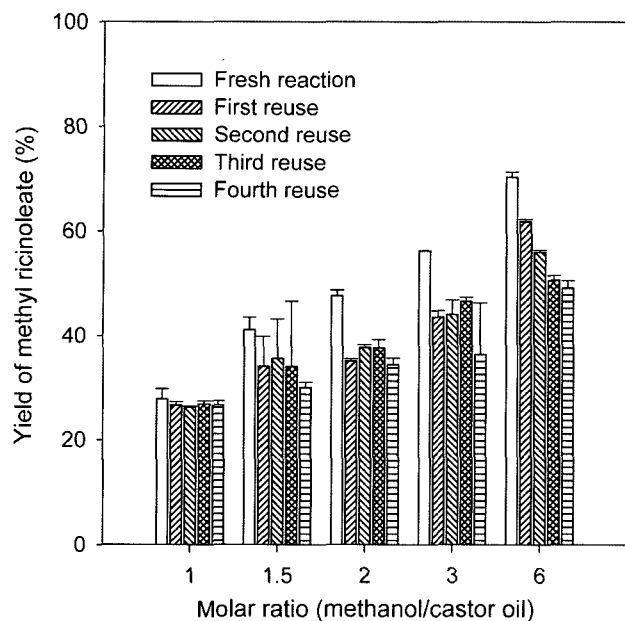 100
80
60
40
20
0
Yield of methyl ricinoleate (%)
Fresh reaction
First reuse
Second reuse
Third reuse
Fourth reuse
1 1.5 2 3 6
Molar ratio (methanol/castor oil)